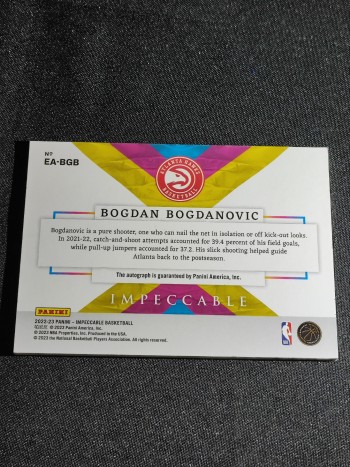 Nº
EA-BGB
ATLANTA HAWKS
BASKETBALL
BOGDAN BOGDANOVIC
Bogdanovic is a pure shooter, one who can nail the net in isolation or off kick-out looks.
In 2021-22, catch-and-shoot attempts accounted for 39.4 percent of his field goals,
while pull-up jumpers accounted for 37.2. His slick shooting helped guide
Atlanta back to the postseason.
The autograph is guaranteed by Panini America, Inc.
IMPECCABLE
PANINI
2022-23 PANINI – IMPECCABLE BASKETBALL
© 2023 Panini America, Inc.
© 2023 NBA Properties, Inc. Produced in the USA.
© 2023 the National Basketball Players Association. All rights reserved.
NBA